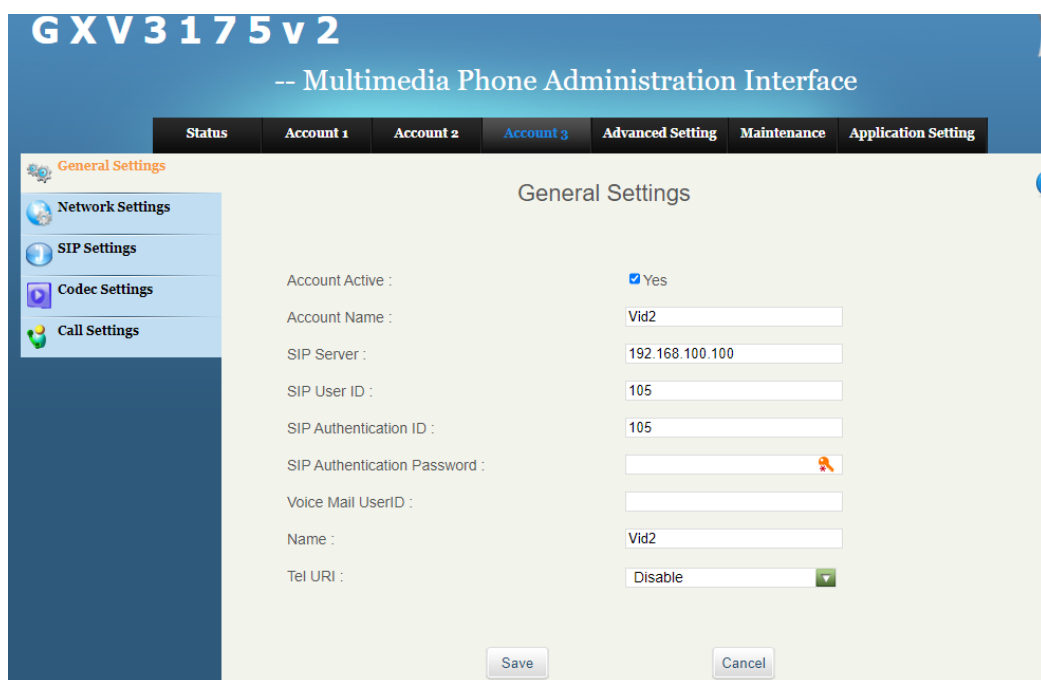 GXV3175v2
-- Multimedia Phone Administration Interface
Status Account 1 Account 2 Account 3 Advanced Setting Maintenance Application Setting
General Settings
Network Settings
SIP Settings
Codec Settings
Call Settings
General Settings
Account Active : Yes
Account Name : Vid2
SIP Server : 192.168.100.100
SIP User ID : 105
SIP Authentication ID : 105
SIP Authentication Password :
Voice Mail UserID :
Name : Vid2
Tel URI : Disable
Save Cancel